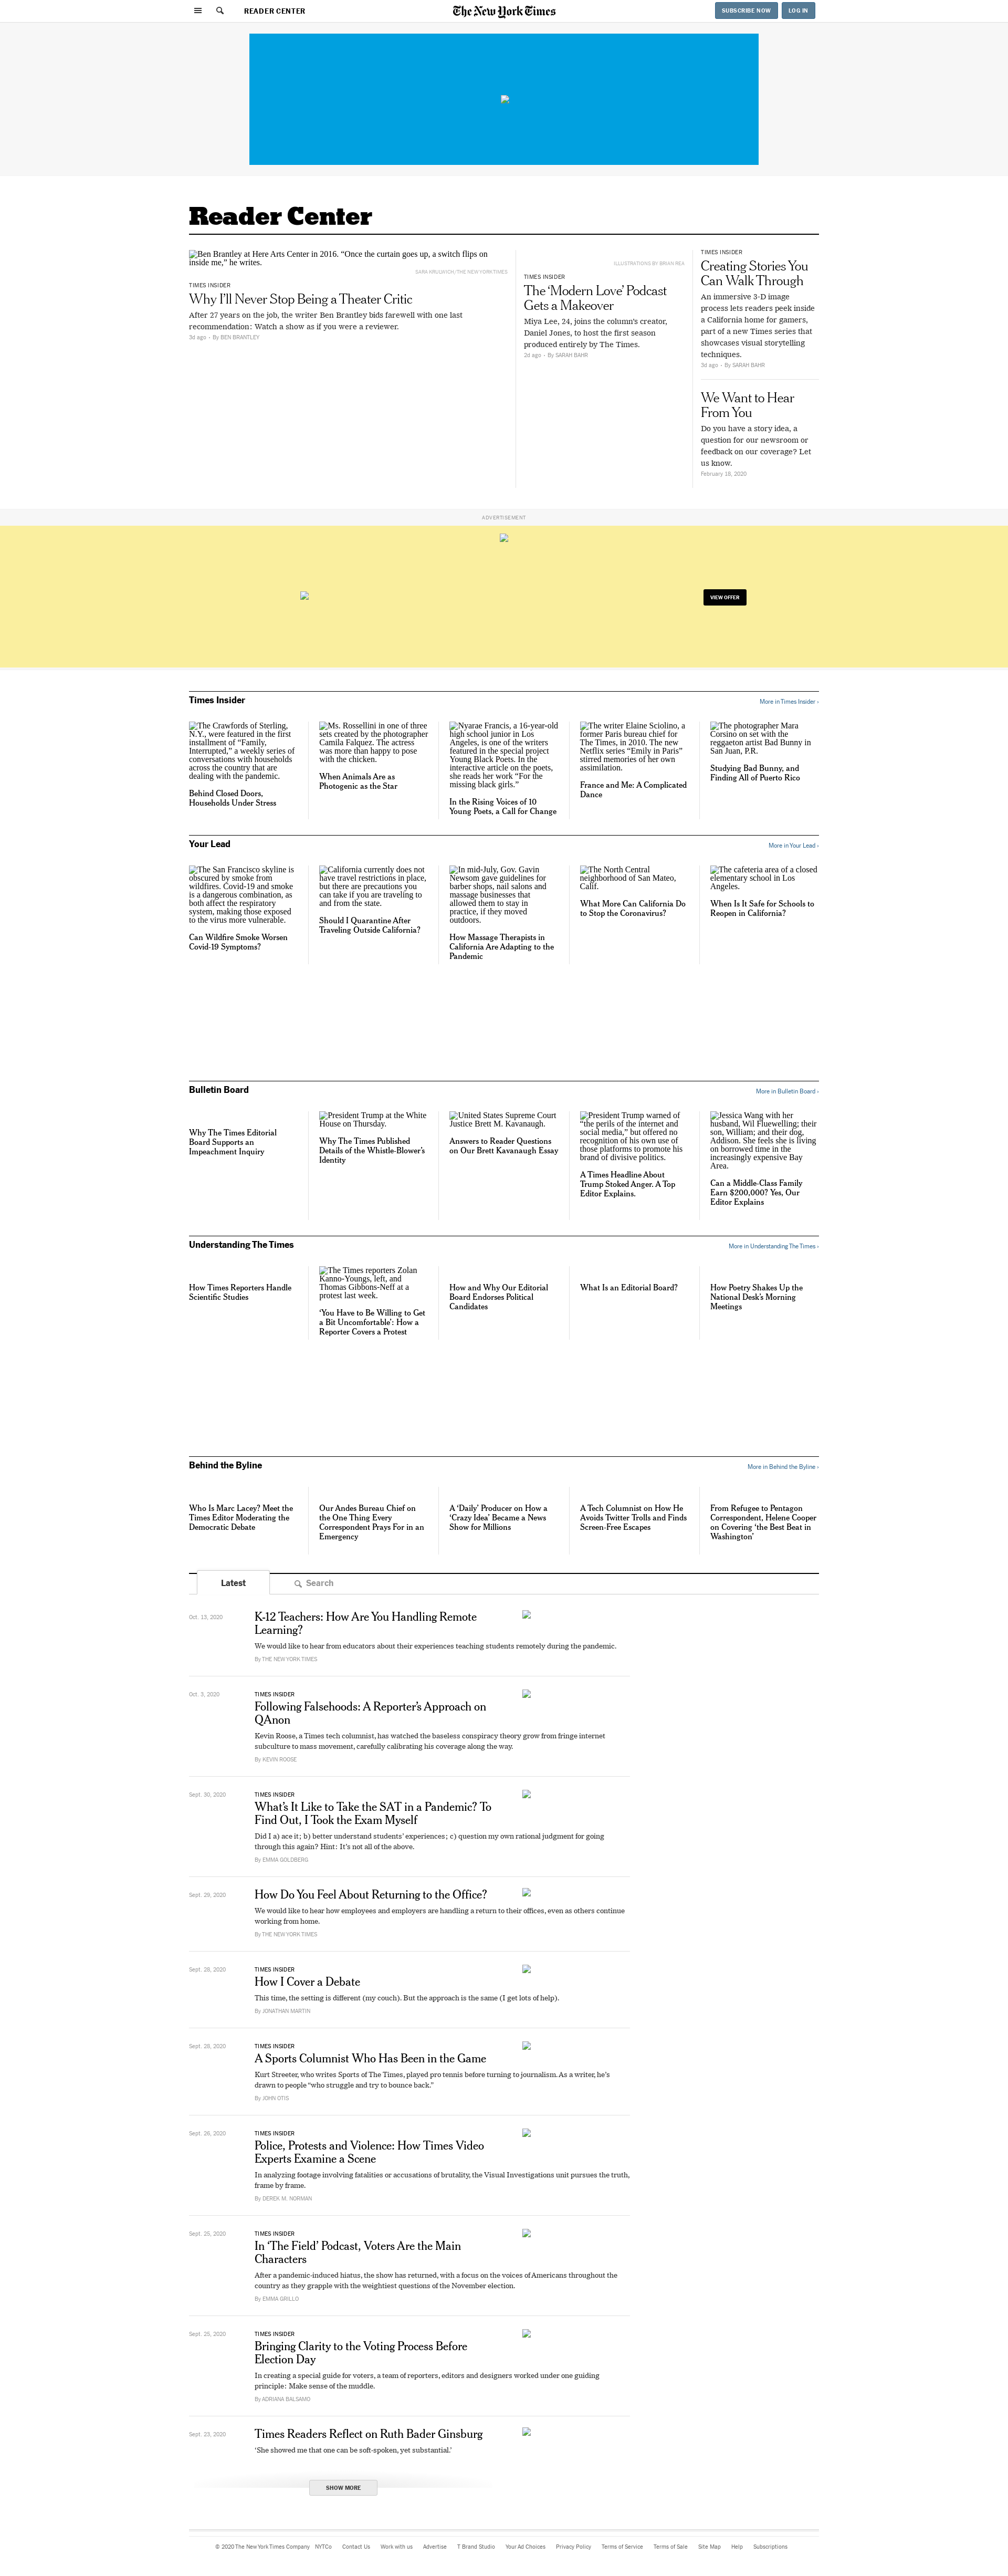 READER CENTER
The New York Times
SUBSCRIBE NOW
LOG IN
Reader Center
Ben Brantley at Here Arts Center in 2016. “Once the curtain goes up, a switch flips on
inside me,” he writes.
SARA KRULWICH/THE NEW YORK TIMES
TIMES INSIDER
Why I’ll Never Stop Being a Theater Critic
After 27 years on the job, the writer Ben Brantley bids farewell with one last
recommendation: Watch a show as if you were a reviewer.
3d ago · By BEN BRANTLEY
ILLUSTRATIONS BY BRIAN REA
TIMES INSIDER
The ‘Modern Love’ Podcast
Gets a Makeover
Miya Lee, 24, joins the column’s creator,
Daniel Jones, to host the first season
produced entirely by The Times.
2d ago · By SARAH BAHR
TIMES INSIDER
Creating Stories You
Can Walk Through
An immersive 3-D image
process lets readers peek inside
a California home for gamers,
part of a new Times series that
showcases visual storytelling
techniques.
3d ago · By SARAH BAHR
We Want to Hear
From You
Do you have a story idea, a
question for our newsroom or
feedback on our coverage? Let
us know.
February 18, 2020
ADVERTISEMENT
VIEW OFFER
Times Insider
More in Times Insider ›
The Crawfords of Sterling,
N.Y., were featured in the first
installment of “Family,
Interrupted,” a weekly series of
conversations with households
across the country that are
dealing with the pandemic.
Behind Closed Doors,
Households Under Stress
Ms. Rossellini in one of three
sets created by the photographer
Camila Falquez. The actress
was more than happy to pose
with the chicken.
When Animals Are as
Photogenic as the Star
Nyarae Francis, a 16-year-old
high school junior in Los
Angeles, is one of the writers
featured in the special project
Young Black Poets. In the
interactive article on the poets,
she reads her work “For the
missing black girls.”
In the Rising Voices of 10
Young Poets, a Call for Change
The writer Elaine Sciolino, a
former Paris bureau chief for
The Times, in 2010. The new
Netflix series “Emily in Paris”
stirred memories of her own
assimilation.
France and Me: A Complicated
Dance
The photographer Mara
Corsino on set with the
reggaeton artist Bad Bunny in
San Juan, P.R.
Studying Bad Bunny, and
Finding All of Puerto Rico
Your Lead
More in Your Lead ›
The San Francisco skyline is
obscured by smoke from
wildfires. Covid-19 and smoke
is a dangerous combination, as
both affect the respiratory
system, making those exposed
to the virus more vulnerable.
Can Wildfire Smoke Worsen
Covid-19 Symptoms?
California currently does not
have travel restrictions in place,
but there are precautions you
can take if you are traveling to
and from the state.
Should I Quarantine After
Traveling Outside California?
In mid-July, Gov. Gavin
Newsom gave guidelines for
barber shops, nail salons and
massage businesses that
allowed them to stay in
practice, if they moved
outdoors.
How Massage Therapists in
California Are Adapting to the
Pandemic
The North Central
neighborhood of San Mateo,
Calif.
What More Can California Do
to Stop the Coronavirus?
The cafeteria area of a closed
elementary school in Los
Angeles.
When Is It Safe for Schools to
Reopen in California?
Bulletin Board
More in Bulletin Board ›
Why The Times Editorial
Board Supports an
Impeachment Inquiry
President Trump at the White
House on Thursday.
Why The Times Published
Details of the Whistle-Blower’s
Identity
United States Supreme Court
Justice Brett M. Kavanaugh.
Answers to Reader Questions
on Our Brett Kavanaugh Essay
President Trump warned of
“the perils of the internet and
social media,” but offered no
recognition of his own use of
those platforms to promote his
brand of divisive politics.
A Times Headline About
Trump Stoked Anger. A Top
Editor Explains.
Jessica Wang with her
husband, Wil Fluewelling; their
son, William; and their dog,
Addison. She feels she is living
on borrowed time in the
increasingly expensive Bay
Area.
Can a Middle-Class Family
Earn $200,000? Yes, Our
Editor Explains
Understanding The Times
More in Understanding The Times ›
How Times Reporters Handle
Scientific Studies
The Times reporters Zolan
Kanno-Youngs, left, and
Thomas Gibbons-Neff at a
protest last week.
‘You Have to Be Willing to Get
a Bit Uncomfortable’: How a
Reporter Covers a Protest
How and Why Our Editorial
Board Endorses Political
Candidates
What Is an Editorial Board?
How Poetry Shakes Up the
National Desk’s Morning
Meetings
Behind the Byline
More in Behind the Byline ›
Who Is Marc Lacey? Meet the
Times Editor Moderating the
Democratic Debate
Our Andes Bureau Chief on
the One Thing Every
Correspondent Prays For in an
Emergency
A ‘Daily’ Producer on How a
‘Crazy Idea’ Became a News
Show for Millions
A Tech Columnist on How He
Avoids Twitter Trolls and Finds
Screen-Free Escapes
From Refugee to Pentagon
Correspondent, Helene Cooper
on Covering ‘the Best Beat in
Washington’
Latest
Search
Oct. 13, 2020
K-12 Teachers: How Are You Handling Remote
Learning?
We would like to hear from educators about their experiences teaching students remotely during the pandemic.
By THE NEW YORK TIMES
Oct. 3, 2020
TIMES INSIDER
Following Falsehoods: A Reporter’s Approach on
QAnon
Kevin Roose, a Times tech columnist, has watched the baseless conspiracy theory grow from fringe internet
subculture to mass movement, carefully calibrating his coverage along the way.
By KEVIN ROOSE
Sept. 30, 2020
TIMES INSIDER
What’s It Like to Take the SAT in a Pandemic? To
Find Out, I Took the Exam Myself
Did I a) ace it; b) better understand students’ experiences; c) question my own rational judgment for going
through this again? Hint: It’s not all of the above.
By EMMA GOLDBERG
Sept. 29, 2020
How Do You Feel About Returning to the Office?
We would like to hear how employees and employers are handling a return to their offices, even as others continue
working from home.
By THE NEW YORK TIMES
Sept. 28, 2020
TIMES INSIDER
How I Cover a Debate
This time, the setting is different (my couch). But the approach is the same (I get lots of help).
By JONATHAN MARTIN
Sept. 28, 2020
TIMES INSIDER
A Sports Columnist Who Has Been in the Game
Kurt Streeter, who writes Sports of The Times, played pro tennis before turning to journalism. As a writer, he’s
drawn to people “who struggle and try to bounce back.”
By JOHN OTIS
Sept. 26, 2020
TIMES INSIDER
Police, Protests and Violence: How Times Video
Experts Examine a Scene
In analyzing footage involving fatalities or accusations of brutality, the Visual Investigations unit pursues the truth,
frame by frame.
By DEREK M. NORMAN
Sept. 25, 2020
TIMES INSIDER
In ‘The Field’ Podcast, Voters Are the Main
Characters
After a pandemic-induced hiatus, the show has returned, with a focus on the voices of Americans throughout the
country as they grapple with the weightiest questions of the November election.
By EMMA GRILLO
Sept. 25, 2020
TIMES INSIDER
Bringing Clarity to the Voting Process Before
Election Day
In creating a special guide for voters, a team of reporters, editors and designers worked under one guiding
principle: Make sense of the muddle.
By ADRIANA BALSAMO
Sept. 23, 2020
Times Readers Reflect on Ruth Bader Ginsburg
‘She showed me that one can be soft-spoken, yet substantial.’
SHOW MORE
© 2020 The New York Times Company NYTCo Contact Us Work with us Advertise T Brand Studio Your Ad Choices Privacy Policy Terms of Service Terms of Sale Site Map Help Subscriptions